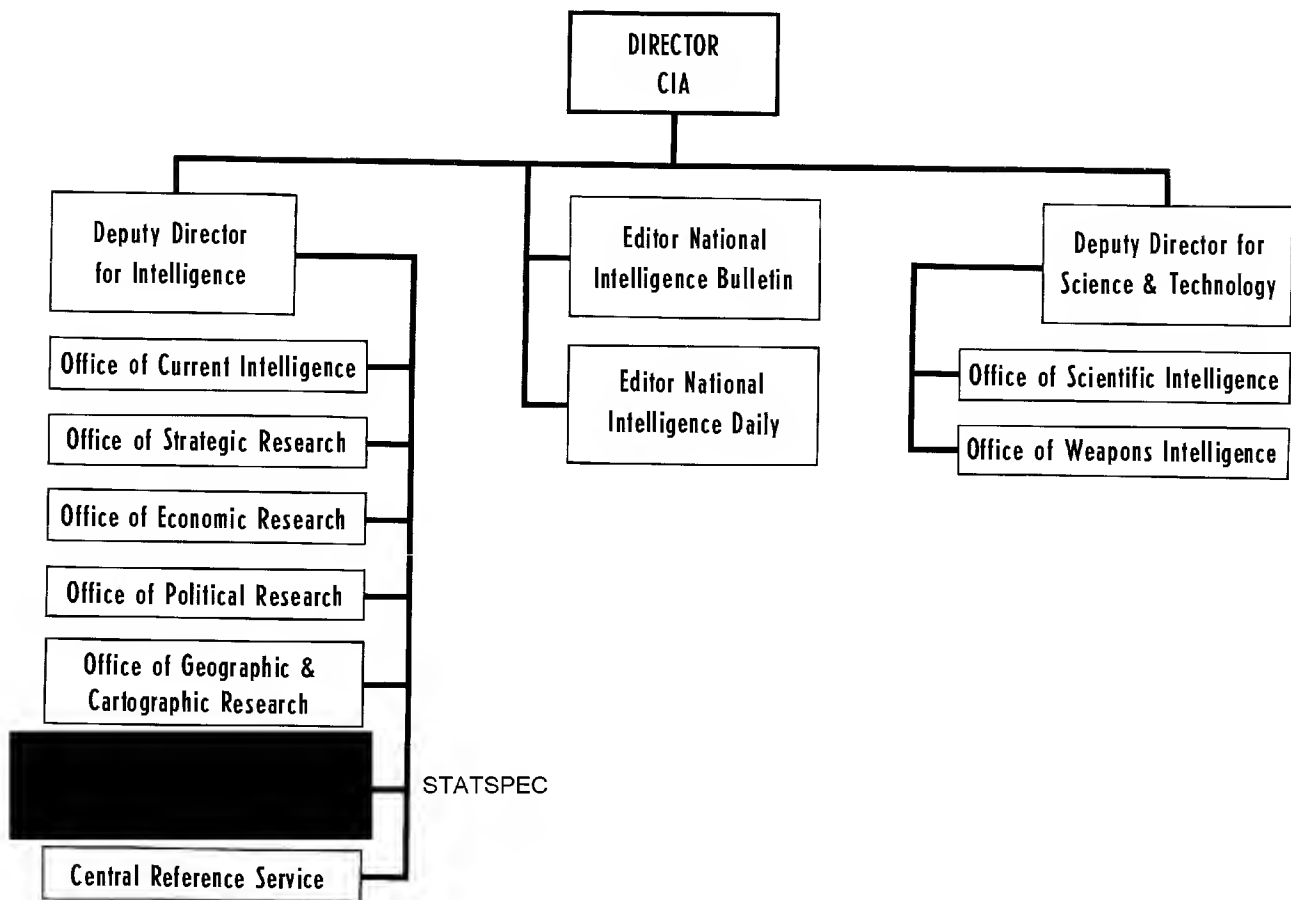 DIRECTOR
CIA
Deputy Director
for Intelligence
Office of Current Intelligence
Office of Strategic Research
Office of Economic Research
Office of Political Research
Office of Geographic &
Cartographic Research
STATSPEC
Central Reference Service
Editor National
Intelligence Bulletin
Editor National
Intelligence Daily
Deputy Director for
Science & Technology
Office of Scientific Intelligence
Office of Weapons Intelligence